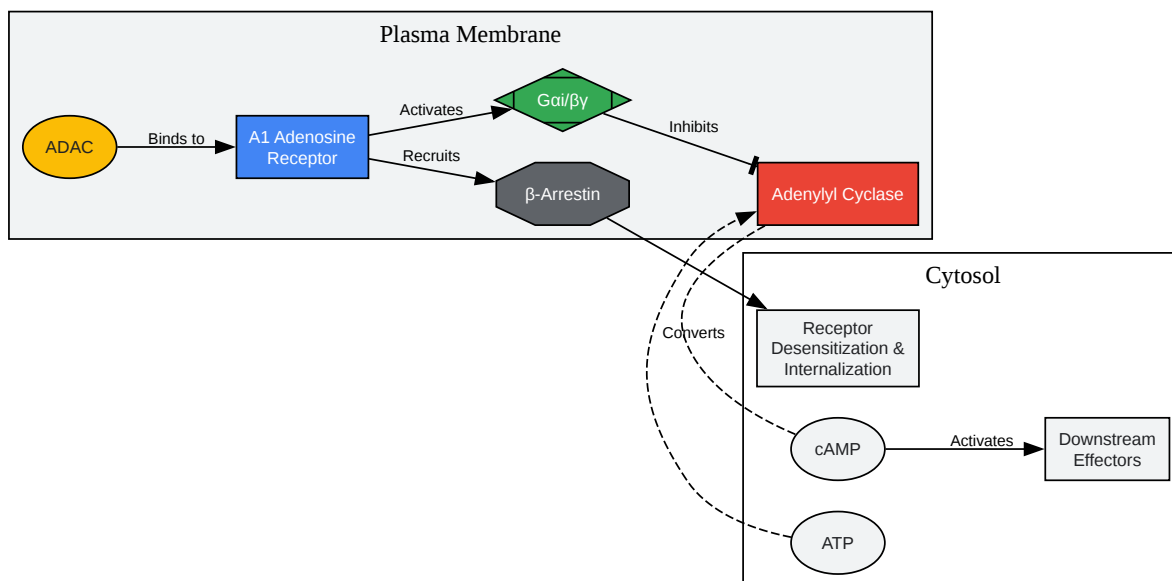 Plasma Membrane
ADAC
Binds to
A1 Adenosine
Receptor
Activates
Recruits
Gαi/βγ
β-Arrestin
Inhibits
Adenylyl Cyclase
Cytosol
Converts
Receptor
Desensitization &
Internalization
cAMP
Activates
Downstream
Effectors
ATP